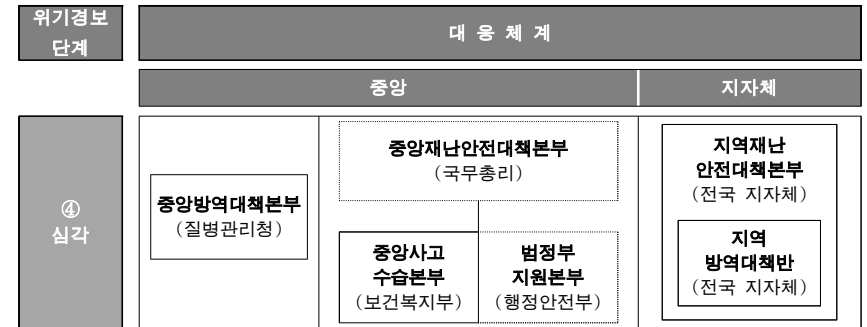 위기경보
단계
대 응 체 계
중앙
지자체
④
심각
중앙방역대책본부
(질병관리청)
중앙재난안전대책본부
(국무총리)
중앙사고
수습본부
(보건복지부)
범정부
지원본부
(행정안전부)
지역재난
안전대책본부
(전국 지자체)
지역
방역대책반
(전국 지자체)